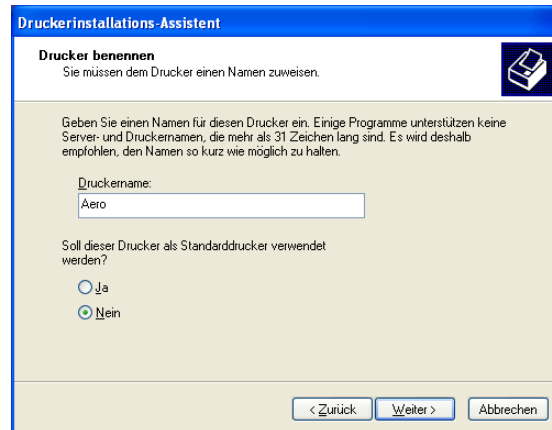 Druckerinstallations-Assistent
Drucker benennen
Sie müssen dem Drucker einen Namen zuweisen.
Geben Sie einen Namen für diesen Drucker ein. Einige Programme unterstützen keine
Server- und Druckernamen, die mehr als 31 Zeichen lang sind. Es wird deshalb
empfohlen, den Namen so kurz wie möglich zu halten.
Druckername:
Aero
Soll dieser Drucker als Standarddrucker verwendet
werden?
Ja
Nein
< Zurück Weiter > Abbrechen